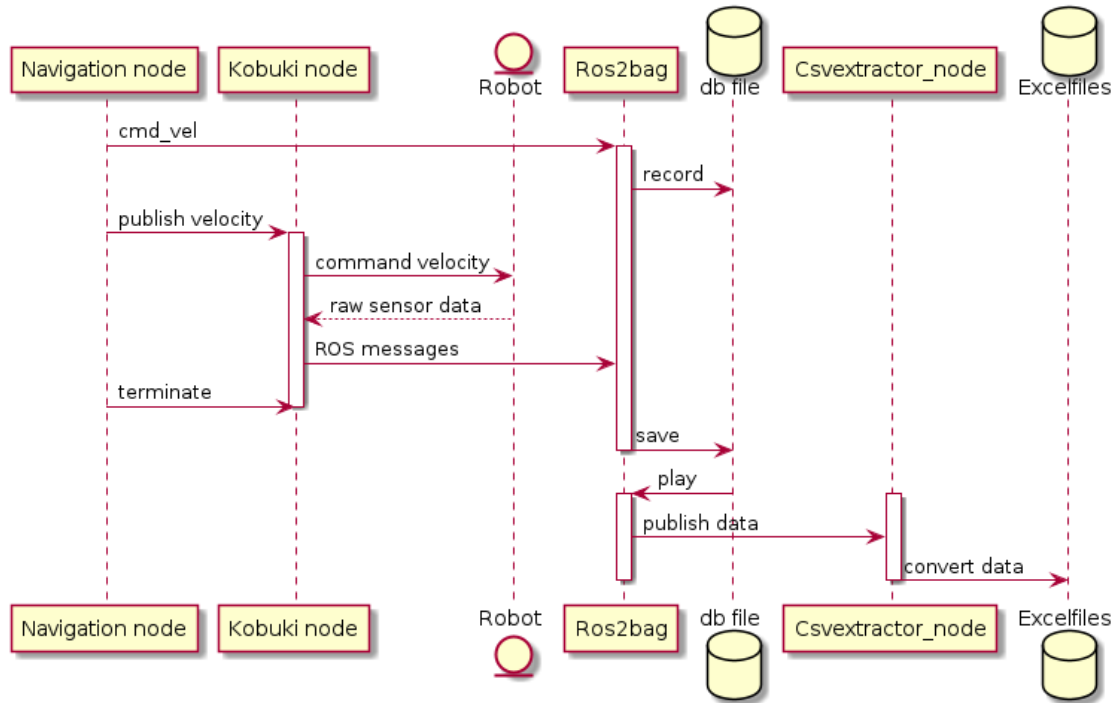 Navigation node
Kobuki node
Robot
Ros2bag
db file
Csvextractor_node
Excelfiles
cmd_vel
record
publish velocity
command velocity
raw sensor data
ROS messages
terminate
save
play
publish data
convert data
Navigation node
Kobuki node
Robot
Ros2bag
db file
Csvextractor_node
Excelfiles